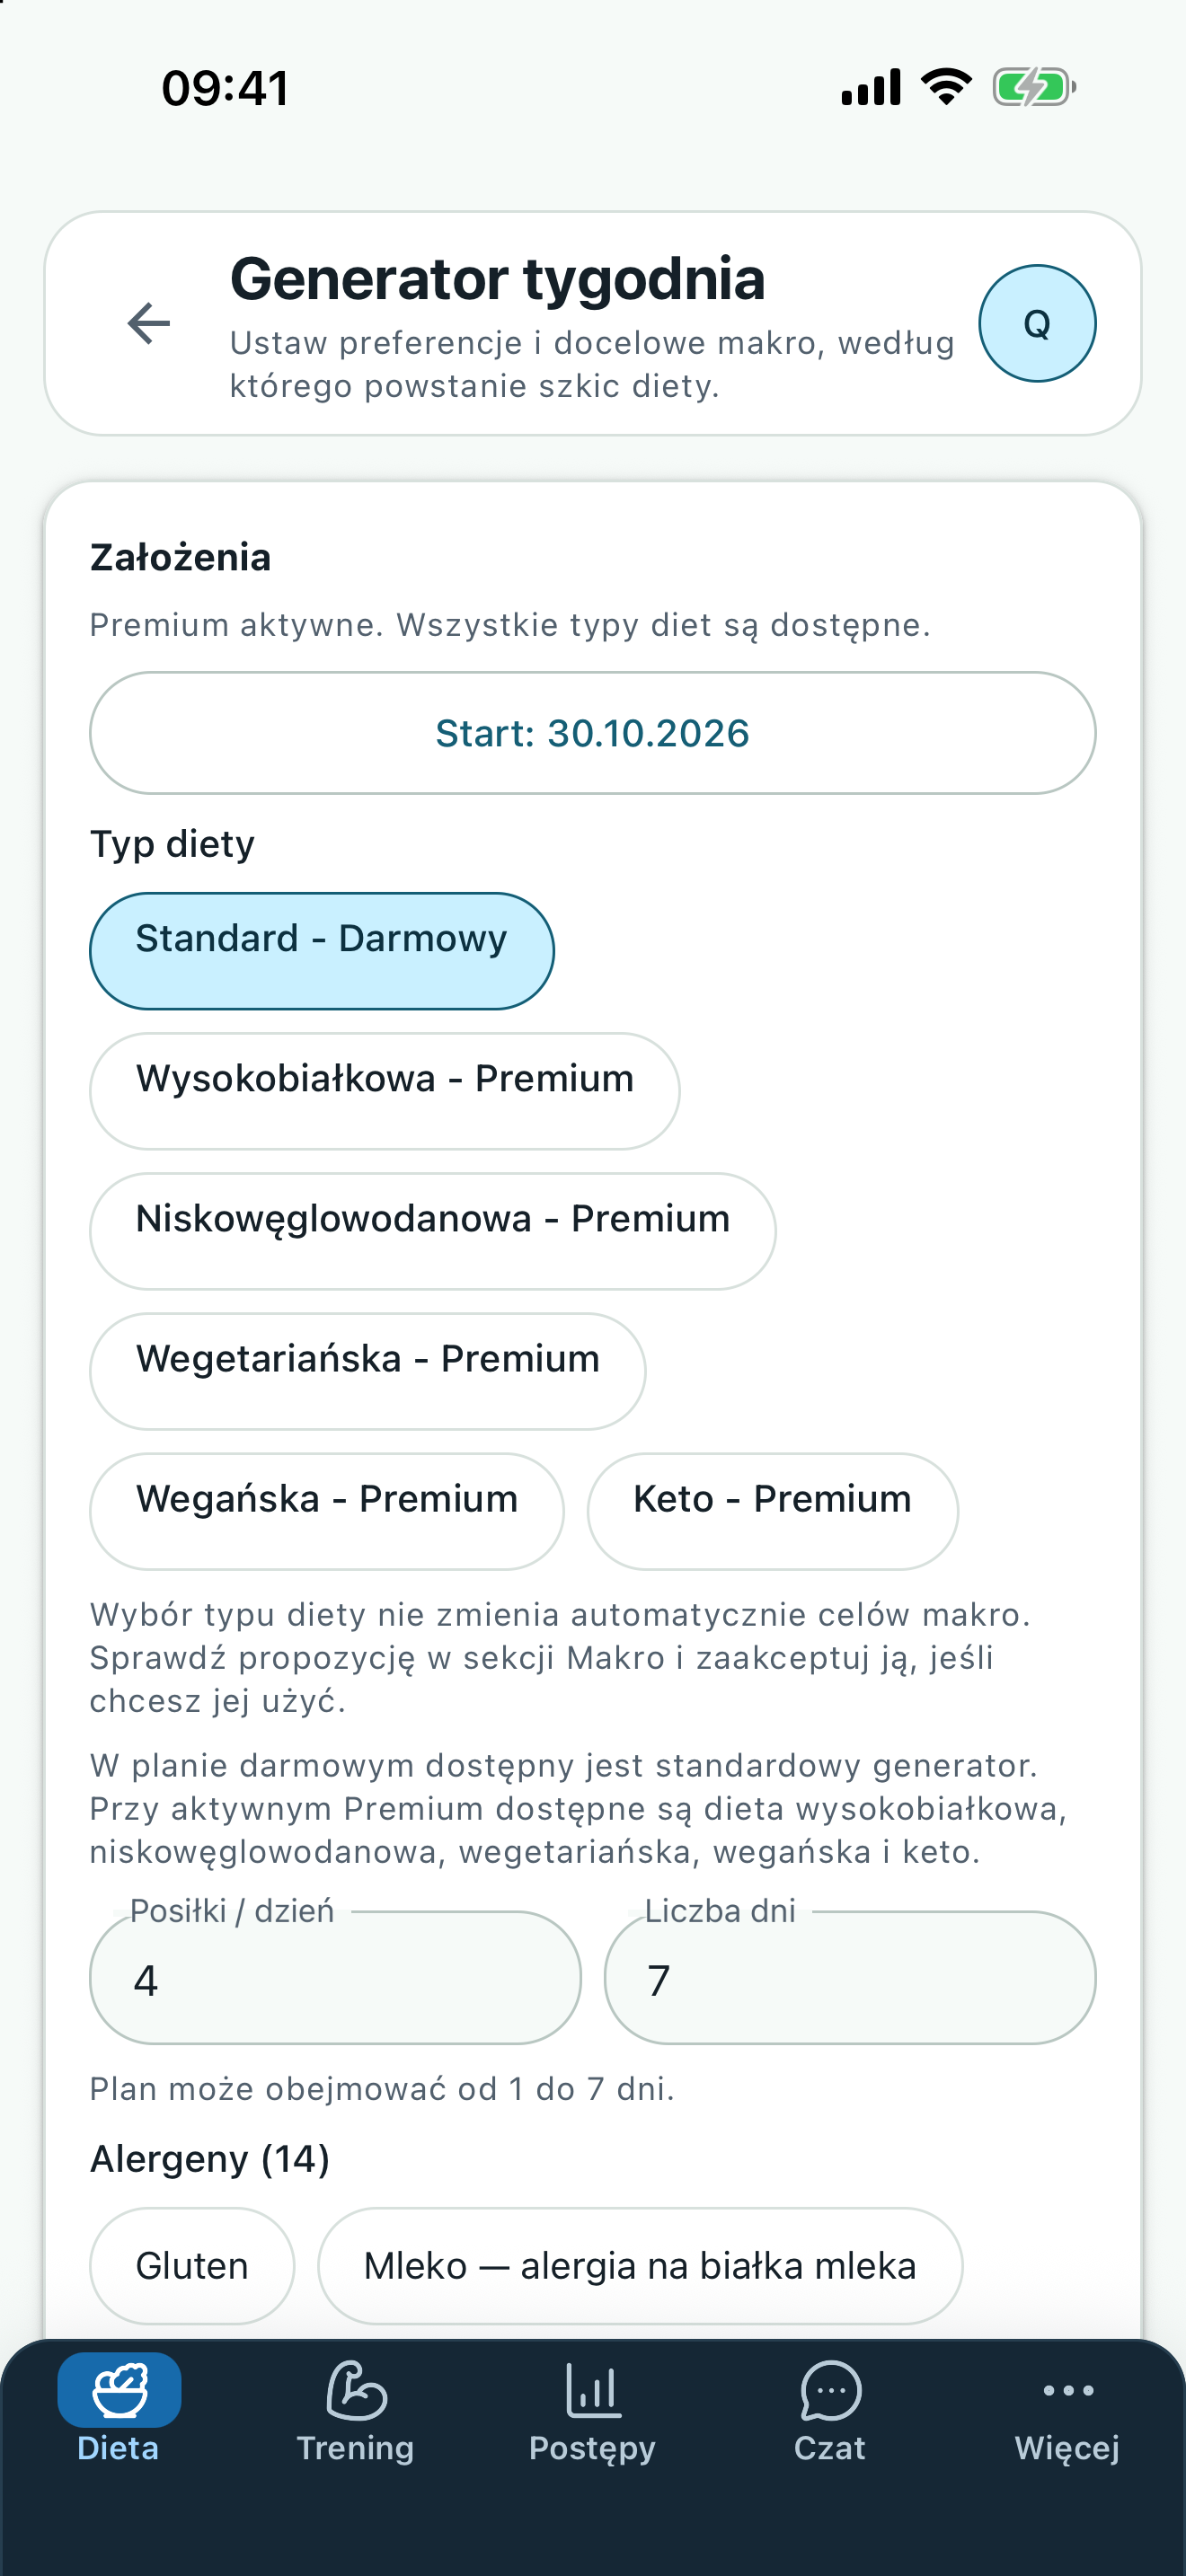 09:41
Generator tygodnia
Ustaw preferencje i docelowe makro, według
którego powstanie szkic diety.
Q
Założenia
Premium aktywne. Wszystkie typy diet są dostępne.
Start: 30.10.2026
Typ diety
Standard - Darmowy
Wysokobiałkowa - Premium
Niskowęglowodanowa - Premium
Wegetariańska - Premium
Wegańska - Premium
Keto - Premium
Wybór typu diety nie zmienia automatycznie celów makro.
Sprawdź propozycję w sekcji Makro i zaakceptuj ją, jeśli
chcesz jej użyć.
W planie darmowym dostępny jest standardowy generator.
Przy aktywnym Premium dostępne są dieta wysokobiałkowa,
niskowęglowodanowa, wegetariańska, wegańska i keto.
Posiłki / dzień
4
Liczba dni
7
Plan może obejmować od 1 do 7 dni.
Alergeny (14)
Gluten
Mleko — alergia na białka mleka
Dieta
Trening
Postępy
Czat
Więcej